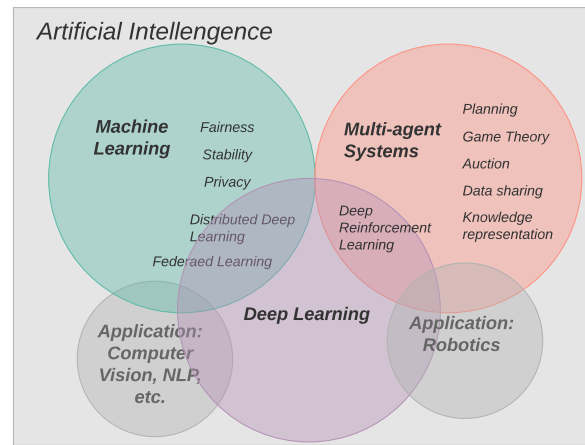 Artificial Intellengence
Machine
Learning
Fairness
Stability
Privacy
Distributed Deep
Learning
Federaed Learning
Multi-agent
Systems
Planning
Game Theory
Auction
Data sharing
Knowledge
representation
Deep
Reinforcement
Learning
Deep Learning
Application:
Computer
Vision, NLP,
etc.
Application:
Robotics